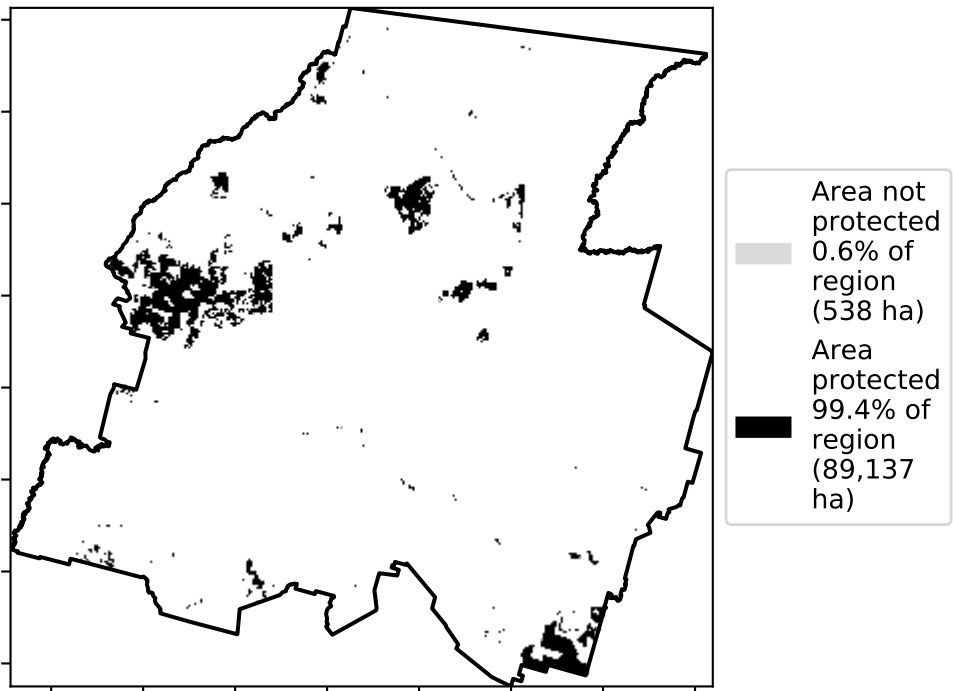 Area not
protected
0.6% of
region
(538 ha)
Area
protected
99.4% of
region
(89,137
ha)